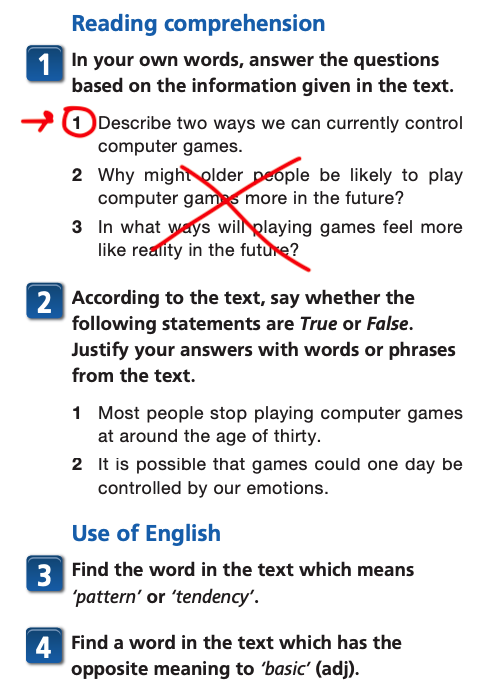 Reading comprehension
1 In your own words, answer the questions
based on the information given in the text.
1 Describe two ways we can currently control
computer games.
2 Why might older people be likely to play
computer games more in the future?
3 In what ways will playing games feel more
like reality in the future?
2 According to the text, say whether the
following statements are True or False.
Justify your answers with words or phrases
from the text.
1 Most people stop playing computer games
at around the age of thirty.
2 It is possible that games could one day be
controlled by our emotions.
Use of English
3 Find the word in the text which means
‘pattern’ or ‘tendency’.
4 Find a word in the text which has the
opposite meaning to ‘basic’ (adj).